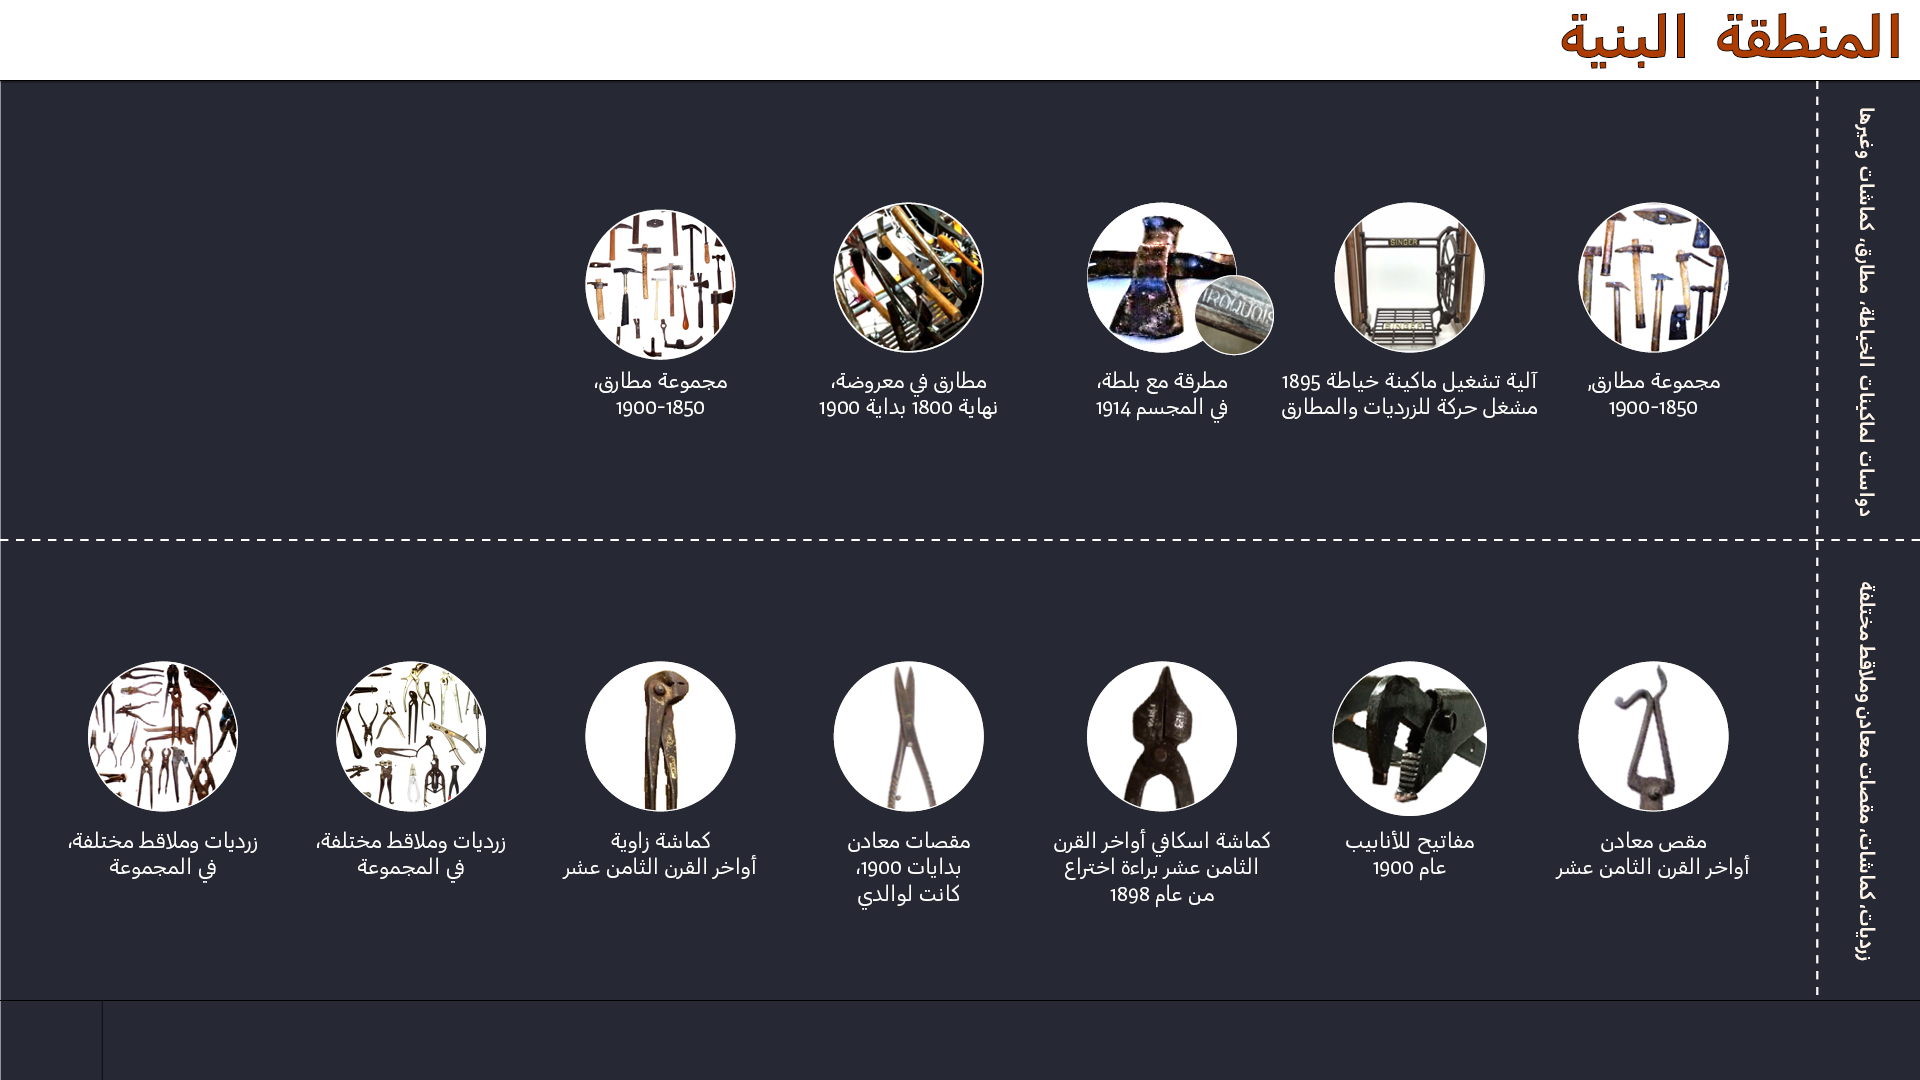 المنطقة البنية
دواسات لماكينات الخياطة، مطارق، كماشات وغيرها
مجموعة مطارق,
1900-1850
آلية تشغيل ماكينة خياطة 1895
مشغل حركة للزرديات والمطارق
SINGER
SINGER
مطرقة مع بلطة،
في المجسم 1914
IROQUOIS
مطارق في معروضة،
نهاية 1800 بداية 1900
مجموعة مطارق،
1900-1850
زرديات، كماشات، مقصات معادن وملاقط مختلفة
مقص معادن
أواخر القرن الثامن عشر
مفاتيح للأنابيب
عام 1900
كماشة اسكافي أواخر القرن
الثامن عشر براءة اختراع
من عام 1898
مقصات معادن
بدايات 1900،
كانت لوالدي
كماشة زاوية
أواخر القرن الثامن عشر
زرديات وملاقط مختلفة،
في المجموعة
زرديات وملاقط مختلفة،
في المجموعة